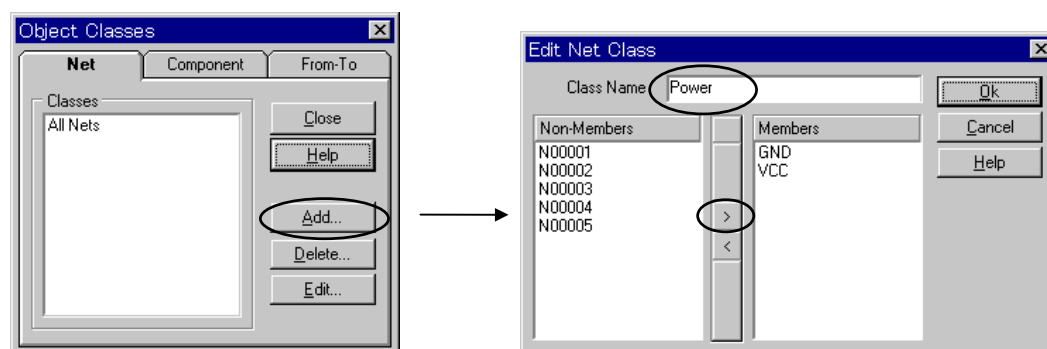 Object Classes
Net Component From-To
Classes
All Nets
Close
Help
Add...
Delete...
Edit...
Edit Net Class
Class Name Power
Ok
Cancel
Help
Non-Members
N00001
N00002
N00003
N00004
N00005
>
<
Members
GND
VCC